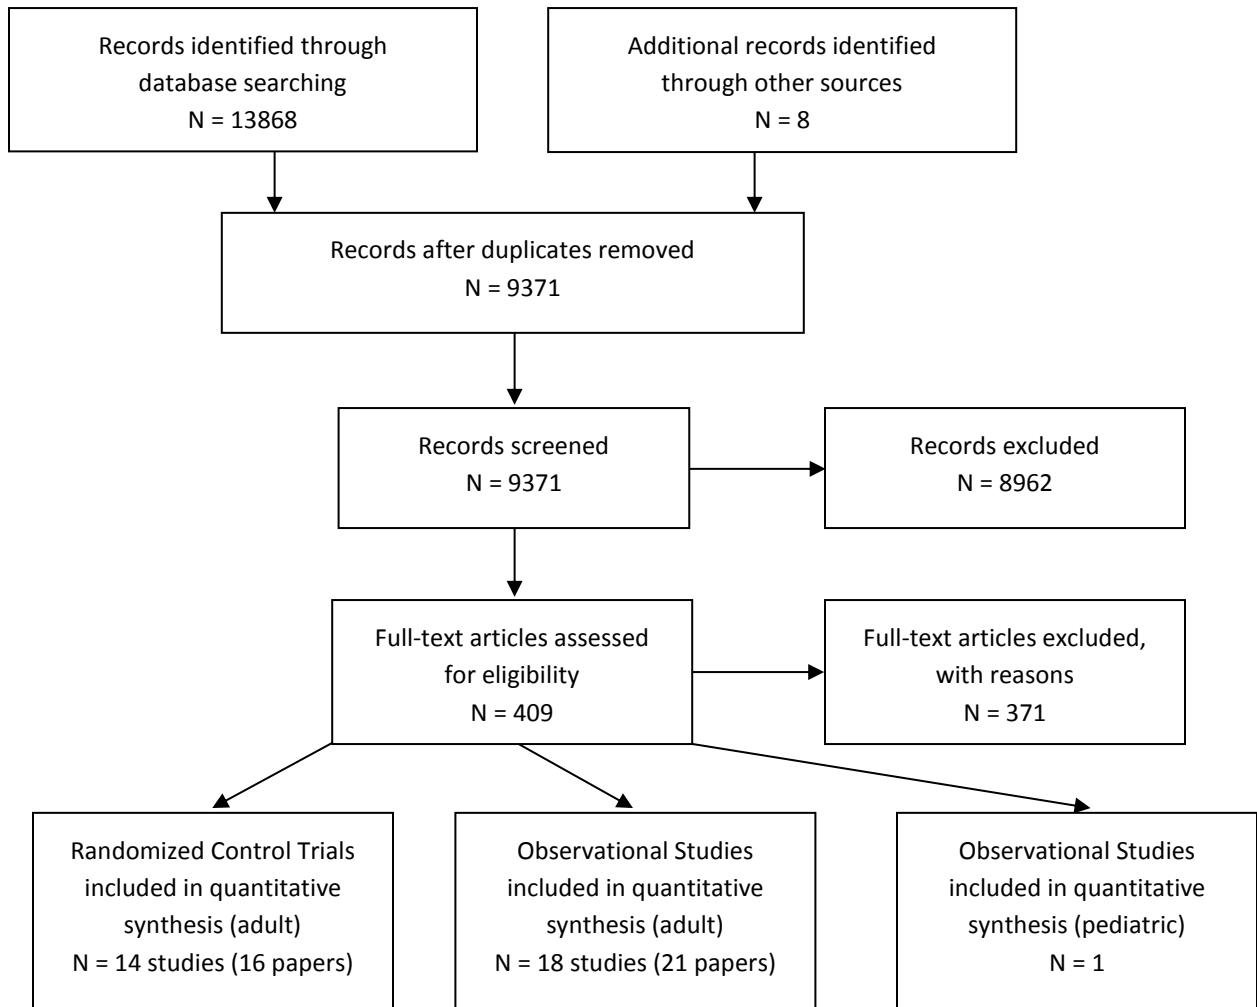 Records identified through
database searching
N = 13868
Additional records identified
through other sources
N = 8
Records after duplicates removed
N = 9371
Records screened
N = 9371
Records excluded
N = 8962
Full-text articles assessed
for eligibility
N = 409
Full-text articles excluded,
with reasons
N = 371
Randomized Control Trials
included in quantitative
synthesis (adult)
N = 14 studies (16 papers)
Observational Studies
included in quantitative
synthesis (adult)
N = 18 studies (21 papers)
Observational Studies
included in quantitative
synthesis (pediatric)
N = 1